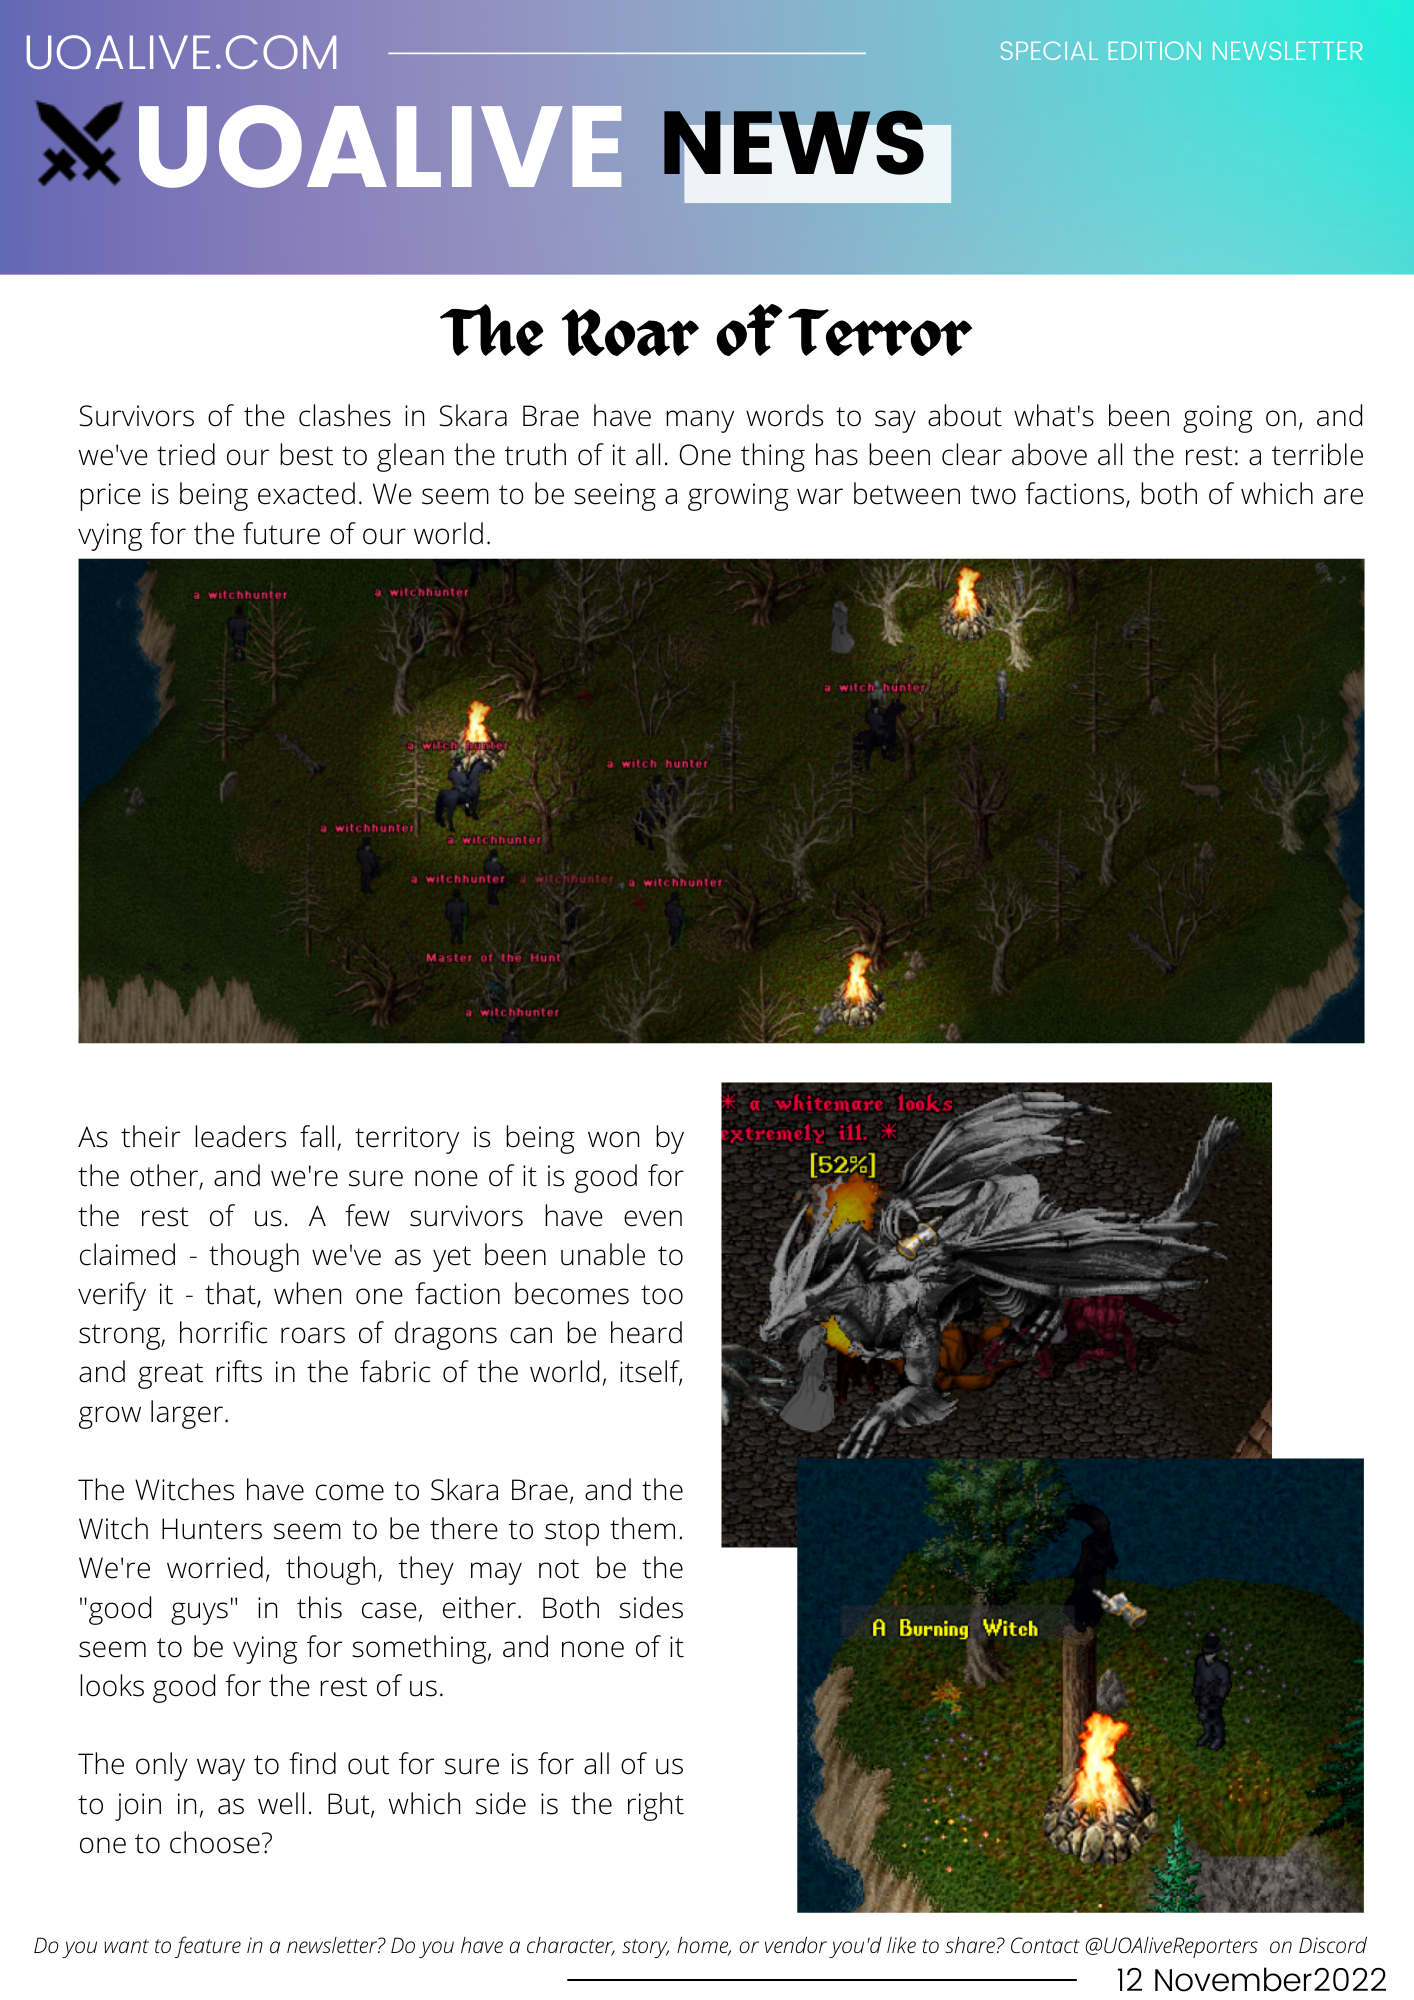 UOALIVE.COM
SPECIAL EDITION NEWSLETTER
UOALIVE NEWS
The Roar of Terror
Survivors of the clashes in Skara Brae have many words to say about what's been going on, and
we've tried our best to glean the truth of it all. One thing has been clear above all the rest: a terrible
price is being exacted. We seem to be seeing a growing war between two factions, both of which are
vying for the future of our world.
a witchhunter
a witchhunter
a witch hunter
a witch hunter
a witch hunter
a witchhunter
a witchhunter
a witchhunter
a witchhunter
a witchhunter
Master of the Hunt
a witchhunter
As their leaders fall, territory is being won by
the other, and we're sure none of it is good for
the rest of us. A few survivors have even
claimed - though we've as yet been unable to
verify it - that, when one faction becomes too
strong, horrific roars of dragons can be heard
and great rifts in the fabric of the world, itself,
grow larger.
The Witches have come to Skara Brae, and the
Witch Hunters seem to be there to stop them.
We're worried, though, they may not be the
"good guys" in this case, either. Both sides
seem to be vying for something, and none of it
looks good for the rest of us.
The only way to find out for sure is for all of us
to join in, as well. But, which side is the right
one to choose?
* a whitemare looks
extremely ill. *
[52%]
A Burning Witch
Do you want to feature in a newsletter? Do you have a character, story, home, or vendor you'd like to share? Contact @UOAliveReporters on Discord
12 November2022